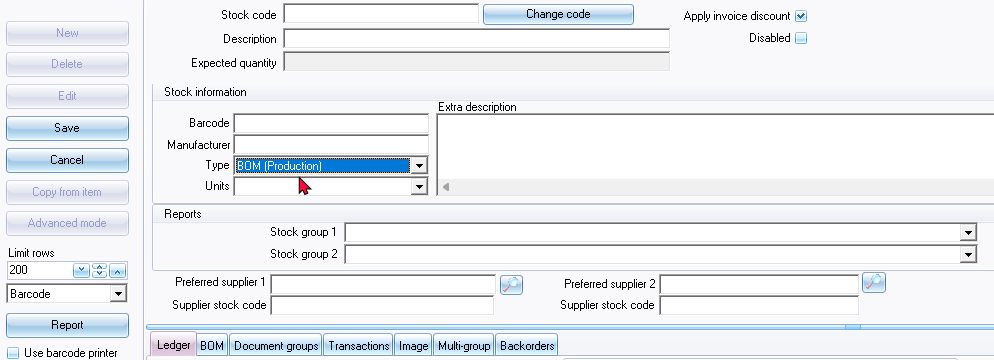 Stock code
Change code
Apply invoice discount
New
Description
Disabled
Delete
Expected quantity
Edit
Stock information
Extra description
Save
Barcode
Manufacturer
Cancel
Type BOM (Production)
Units
Copy from item
Reports
Advanced mode
Stock group 1
Limit rows
Stock group 2
200
Preferred supplier 1
Preferred supplier 2
Barcode
Supplier stock code
Supplier stock code
Report
Ledger BOM Document groups Transactions Image Multi-group Backorders
Use barcode printer